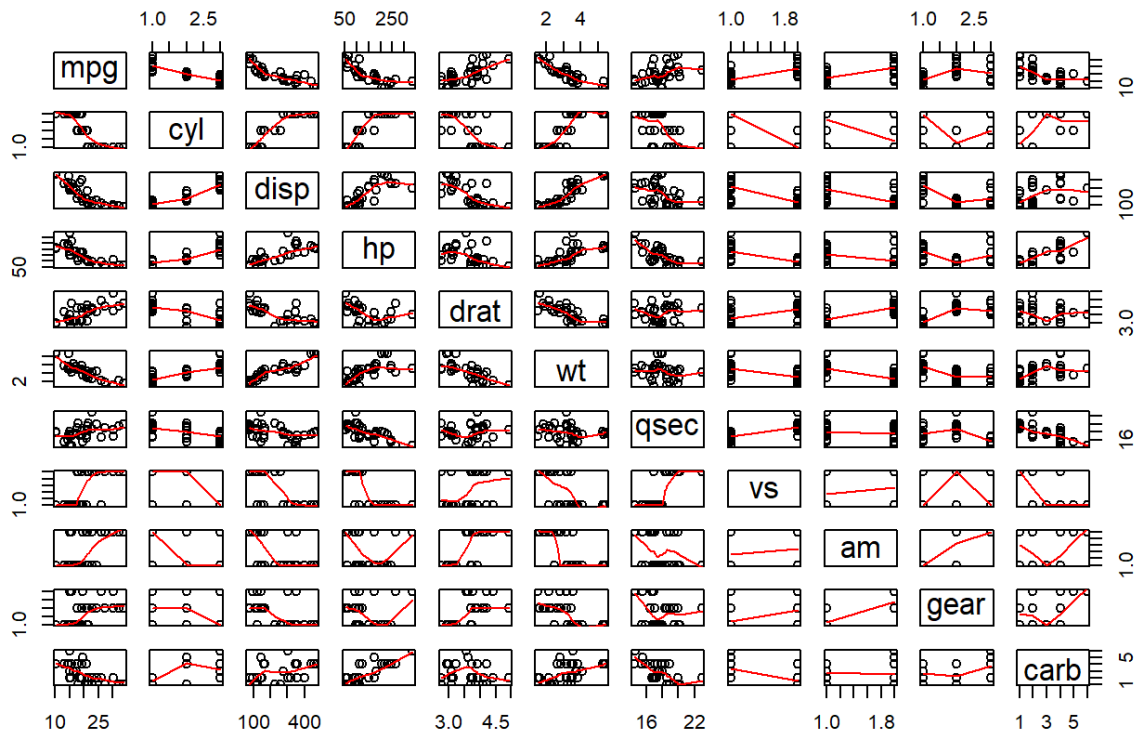 1.0 2.5 50 250 2 4 1.0 1.8 1.0 2.5
mpg 10
1.0 cyl
disp 100
50 hp
drat 3.0
2 wt
qsec 16
1.0 vs
am 1.0
1.0 gear
carb 1 5
10 25 100 400 3.0 4.5 16 22 1.0 1.8 1 3 5